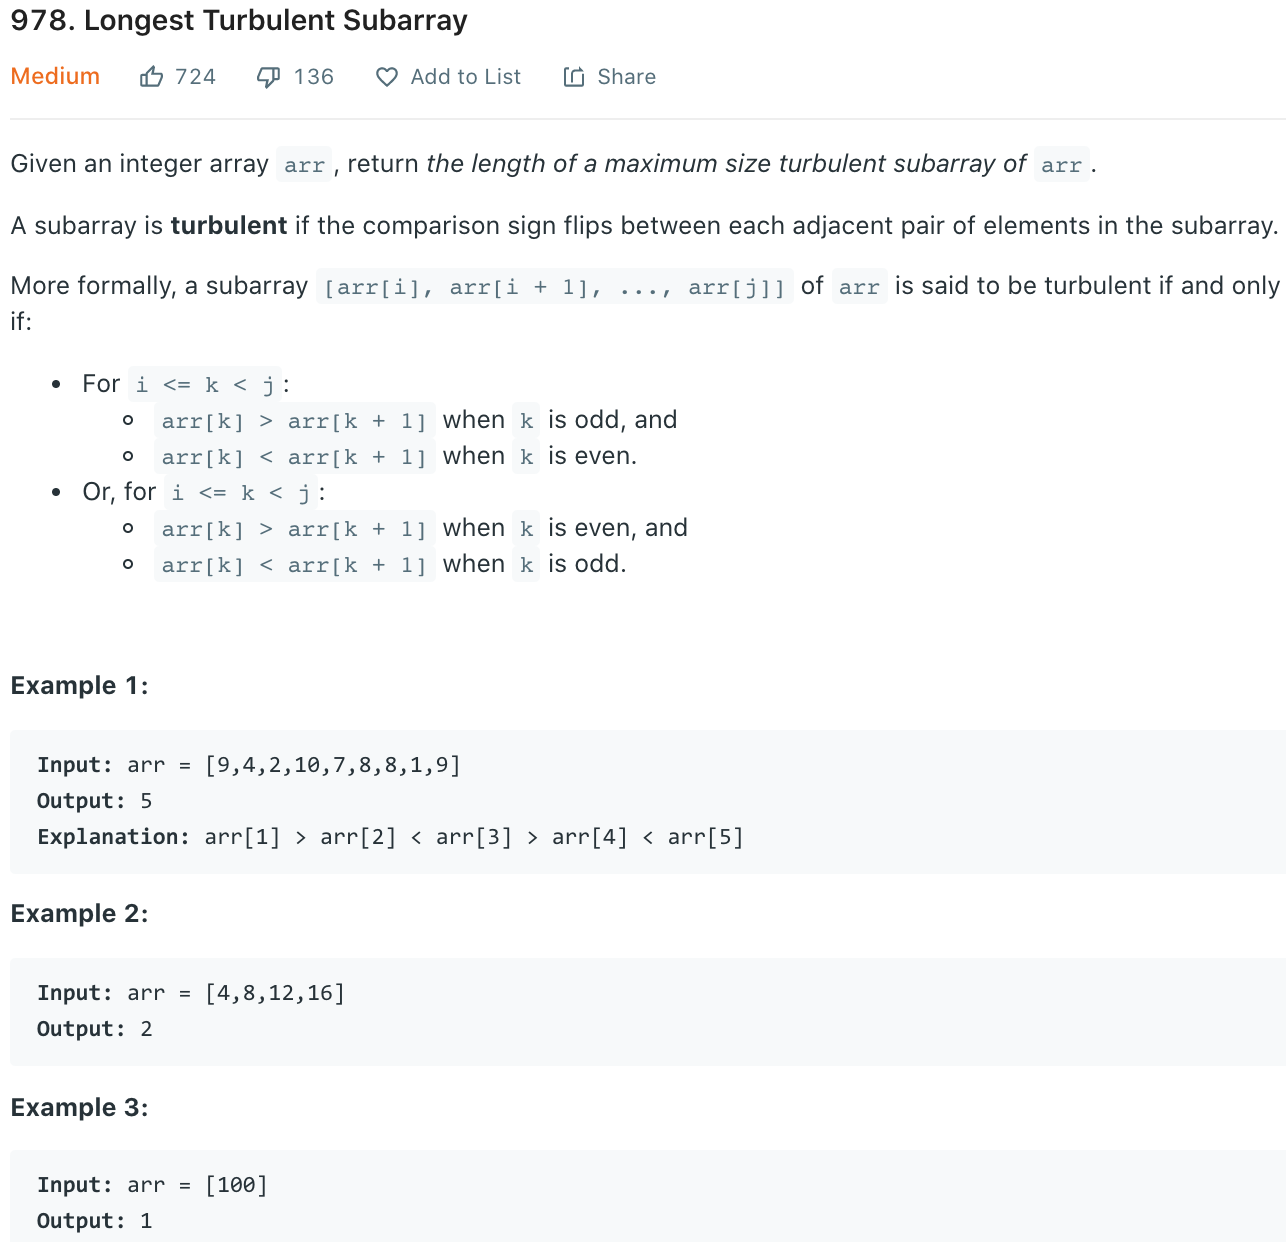 978. Longest Turbulent Subarray
Medium 724 136 Add to List Share
Given an integer array arr, return the length of a maximum size turbulent subarray of arr.
A subarray is turbulent if the comparison sign flips between each adjacent pair of elements in the subarray.
More formally, a subarray [arr[i], arr[i + 1], ..., arr[j]] of arr is said to be turbulent if and only
if:
• For i <= k < j:
◦ arr[k] > arr[k + 1] when k is odd, and
◦ arr[k] < arr[k + 1] when k is even.
• Or, for i <= k < j:
◦ arr[k] > arr[k + 1] when k is even, and
◦ arr[k] < arr[k + 1] when k is odd.
Example 1:
Input: arr = [9,4,2,10,7,8,8,1,9]
Output: 5
Explanation: arr[1] > arr[2] < arr[3] > arr[4] < arr[5]
Example 2:
Input: arr = [4,8,12,16]
Output: 2
Example 3:
Input: arr = [100]
Output: 1